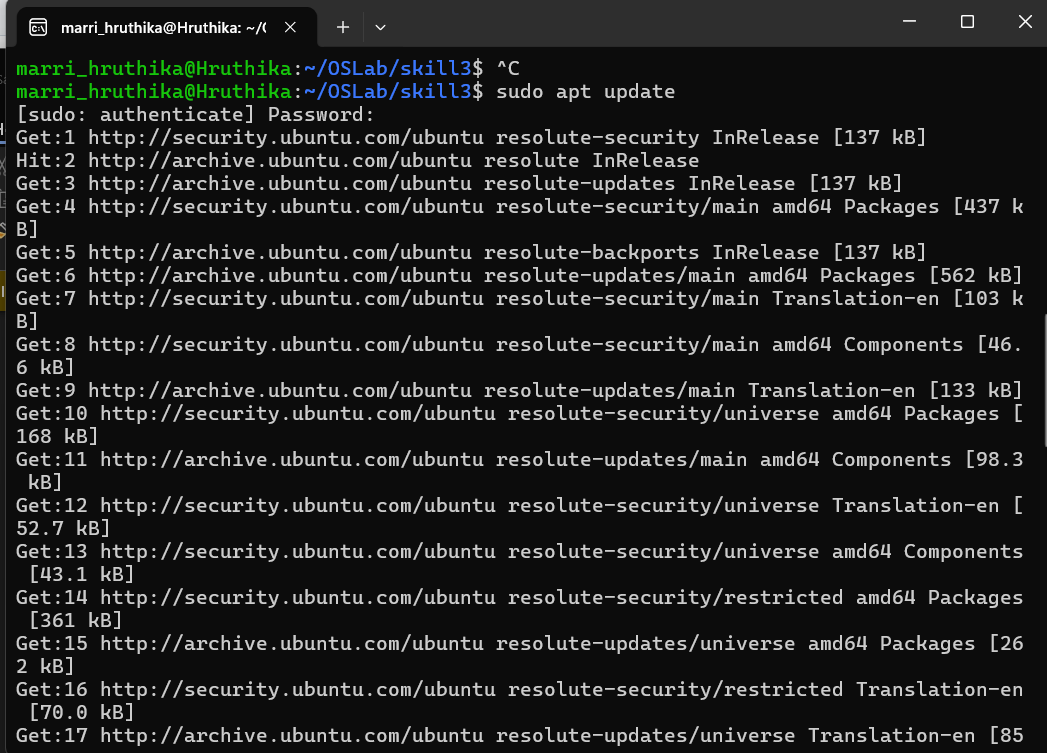 marri_hruthika@Hruthika: ~/(
marri_hruthika@Hruthika:~/OSLab/skill3$ ^C
marri_hruthika@Hruthika:~/OSLab/skill3$ sudo apt update
[sudo: authenticate] Password:
Get:1 http://security.ubuntu.com/ubuntu resolute-security InRelease [137 kB]
Hit:2 http://archive.ubuntu.com/ubuntu resolute InRelease
Get:3 http://archive.ubuntu.com/ubuntu resolute-updates InRelease [137 kB]
Get:4 http://security.ubuntu.com/ubuntu resolute-security/main amd64 Packages [437 k
B]
Get:5 http://archive.ubuntu.com/ubuntu resolute-backports InRelease [137 kB]
Get:6 http://archive.ubuntu.com/ubuntu resolute-updates/main amd64 Packages [562 kB]
Get:7 http://security.ubuntu.com/ubuntu resolute-security/main Translation-en [103 k
B]
Get:8 http://security.ubuntu.com/ubuntu resolute-security/main amd64 Components [46.
6 kB]
Get:9 http://archive.ubuntu.com/ubuntu resolute-updates/main Translation-en [133 kB]
Get:10 http://security.ubuntu.com/ubuntu resolute-security/universe amd64 Packages [
168 kB]
Get:11 http://archive.ubuntu.com/ubuntu resolute-updates/main amd64 Components [98.3
 kB]
Get:12 http://security.ubuntu.com/ubuntu resolute-security/universe Translation-en [
52.7 kB]
Get:13 http://security.ubuntu.com/ubuntu resolute-security/universe amd64 Components
 [43.1 kB]
Get:14 http://security.ubuntu.com/ubuntu resolute-security/restricted amd64 Packages
 [361 kB]
Get:15 http://archive.ubuntu.com/ubuntu resolute-updates/universe amd64 Packages [26
2 kB]
Get:16 http://security.ubuntu.com/ubuntu resolute-security/restricted Translation-en
 [70.0 kB]
Get:17 http://archive.ubuntu.com/ubuntu resolute-updates/universe Translation-en [85